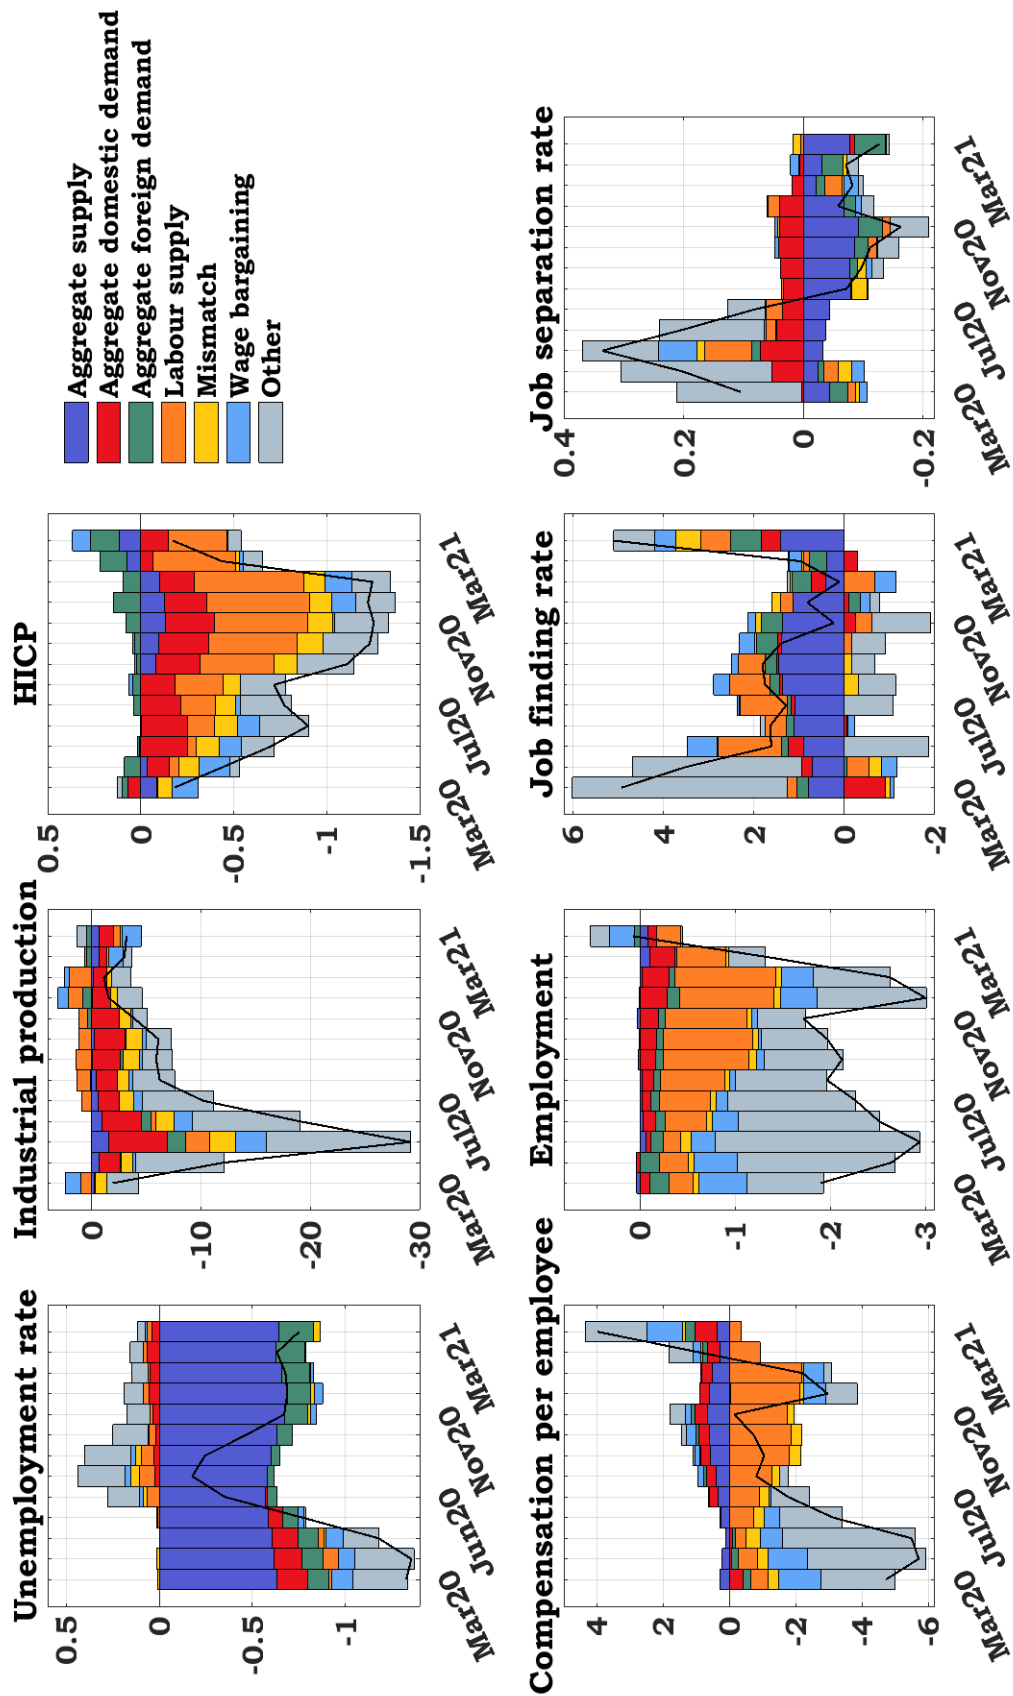 Unemployment rate
0.5
0
-0.5
-1
Mar20
Jun20
Nov20
Mar21
Industrial production
0
-10
-20
-30
Mar20
Jul20
Nov20
Mar21
HICP
0.5
0
-0.5
-1
-1.5
Mar20
Jul20
Nov20
Mar21
Aggregate supply
Aggregate domestic demand
Aggregate foreign demand
Labour supply
Mismatch
Wage bargaining
Other
Compensation per employee
4
2
0
-2
-4
-6
Mar20
Jul20
Nov20
Mar21
Employment
0
-1
-2
-3
Mar20
Jul20
Nov20
Mar21
Job finding rate
6
4
2
0
-2
Mar20
Jul20
Nov20
Mar21
Job separation rate
0.4
0.2
0
-0.2
Mar20
Jul20
Nov20
Mar21